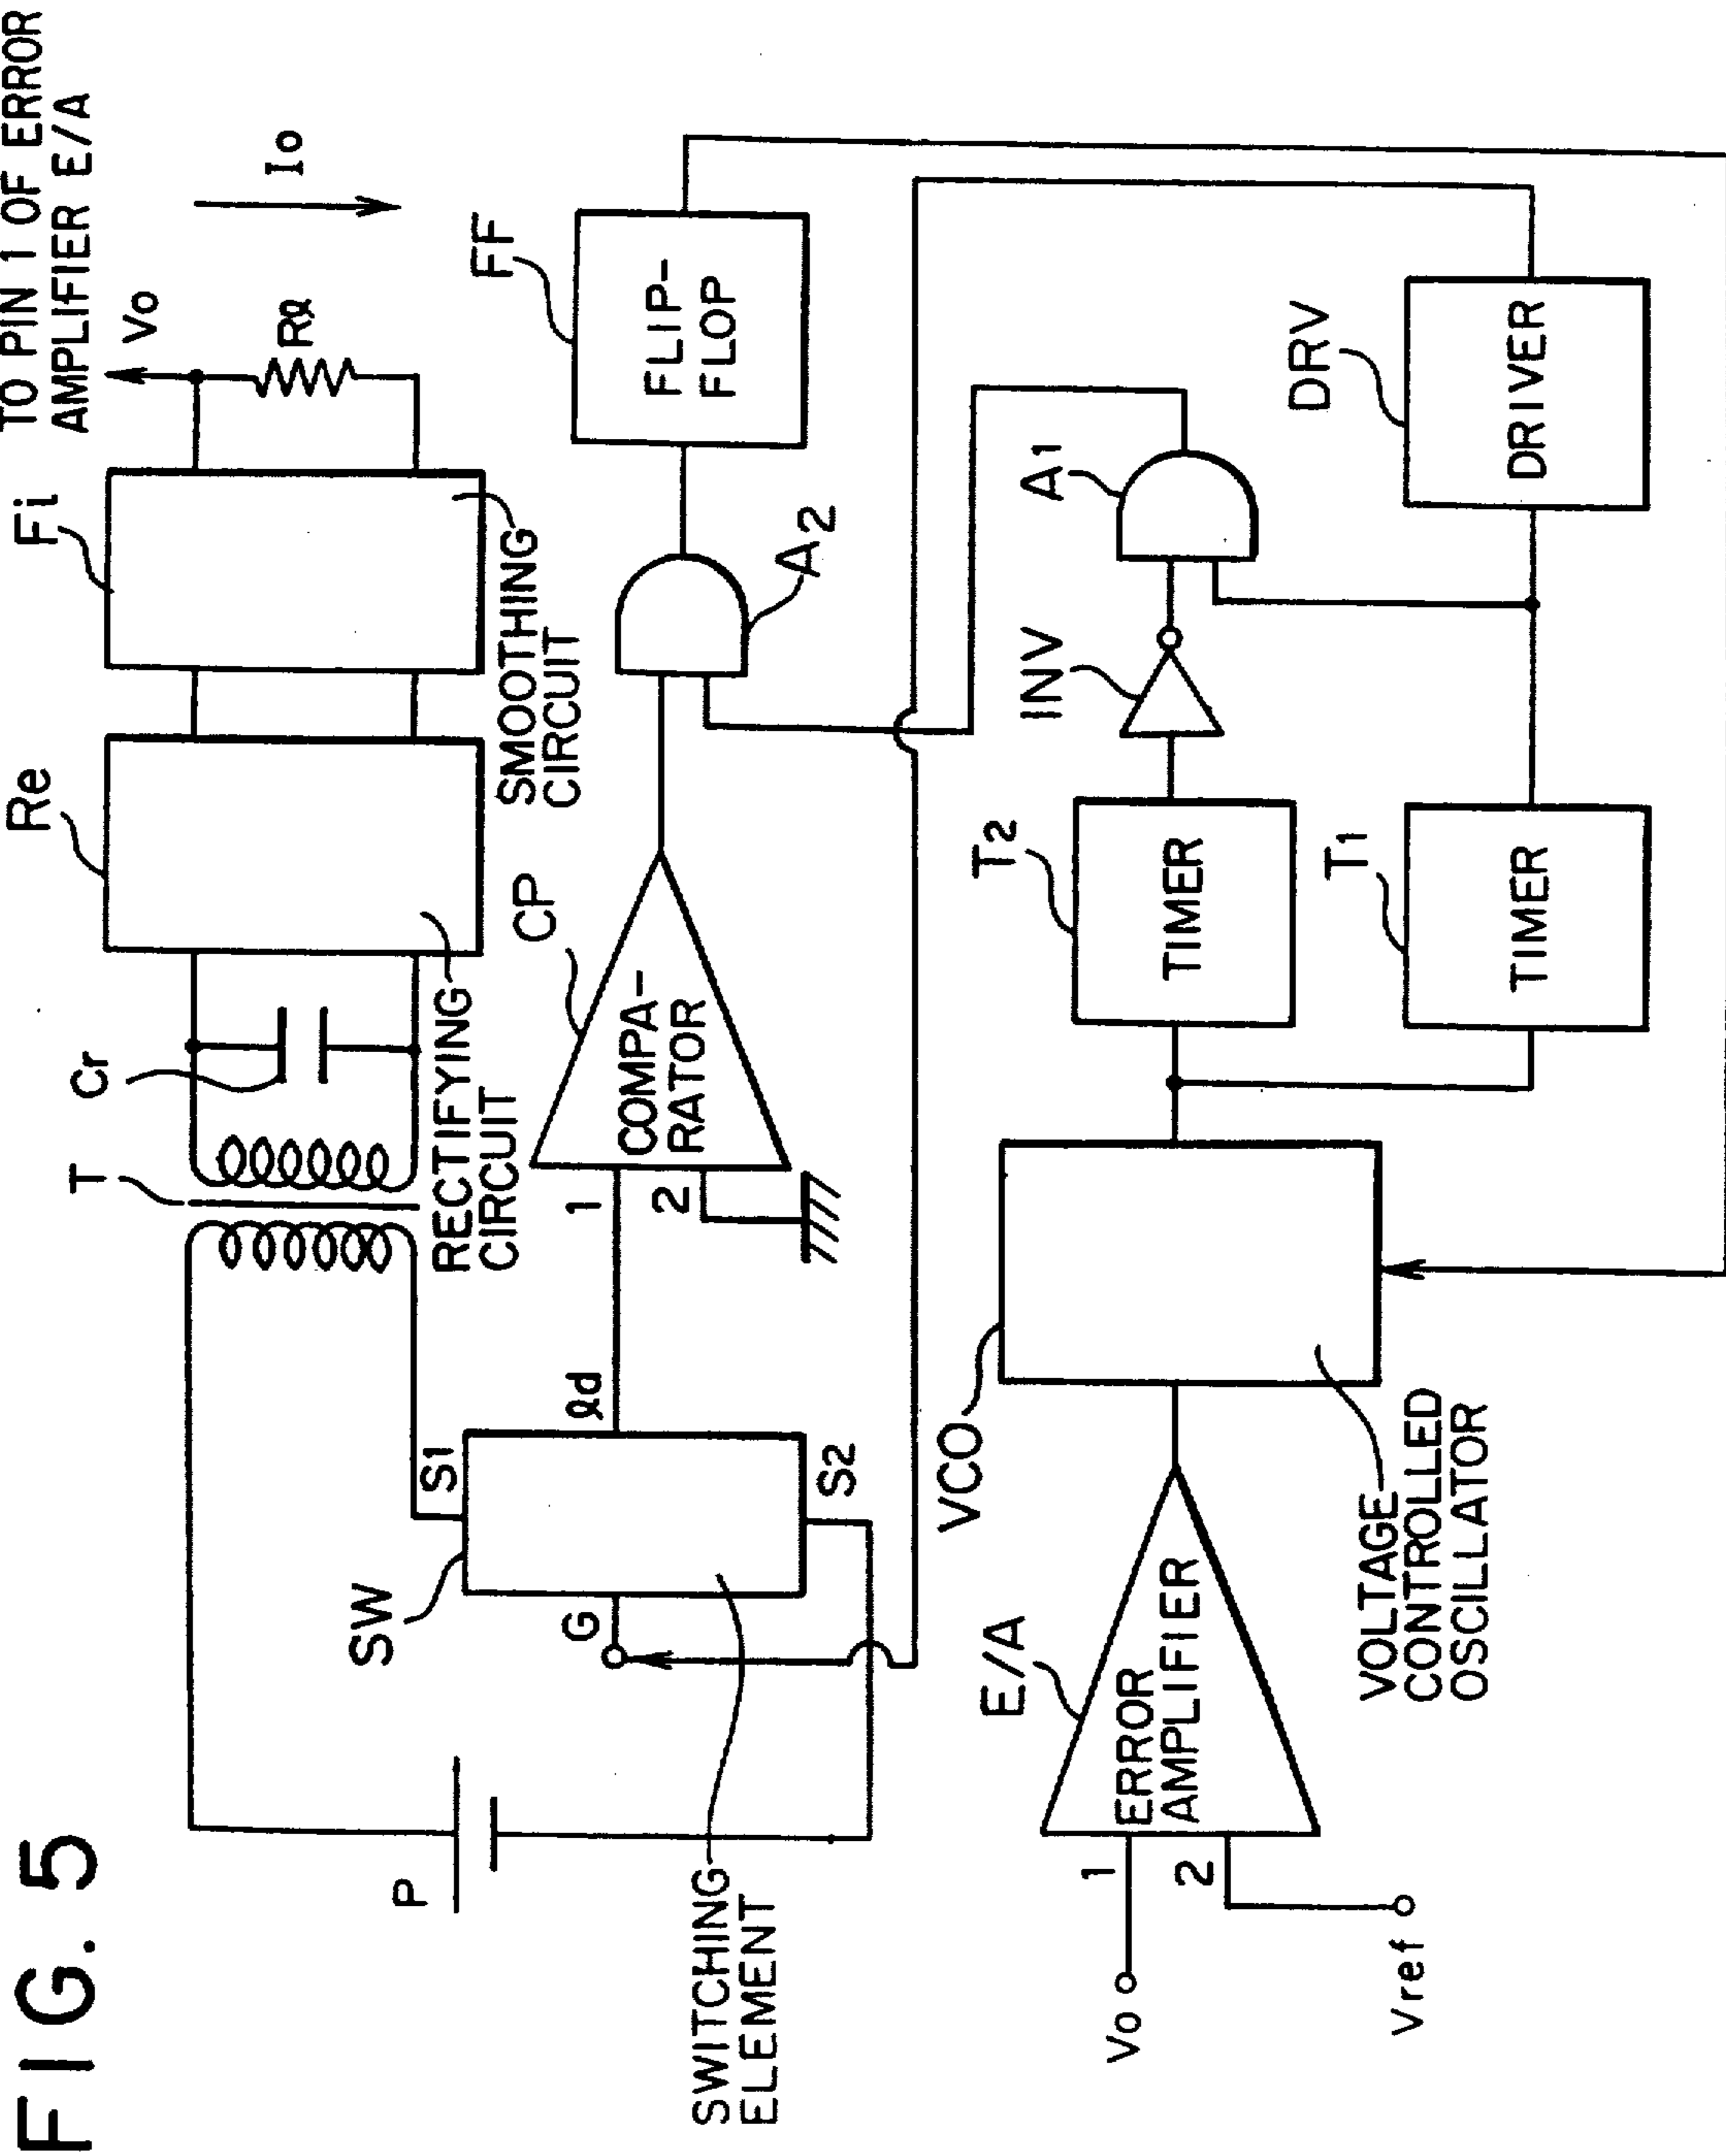 FIG. 5
TO PIN 1 OF ERROR
AMPLIFIER E/A
Vo
Io
Rℓ
Fi
SMOOTHING
CIRCUIT
Re
RECTIFYING
CIRCUIT
Cr
T
P
SW
S1
S2
G
ℓd
SWITCHING
ELEMENT
1
2
CP
COMPA-
RATOR
A2
FF
FLIP-
FLOP
Vo
Vref
1
2
E/A
ERROR
AMPLIFIER
VCO
VOLTAGE
CONTROLLED
OSCILLATOR
T2
TIMER
T1
TIMER
INV
A1
DRV
DRIVER